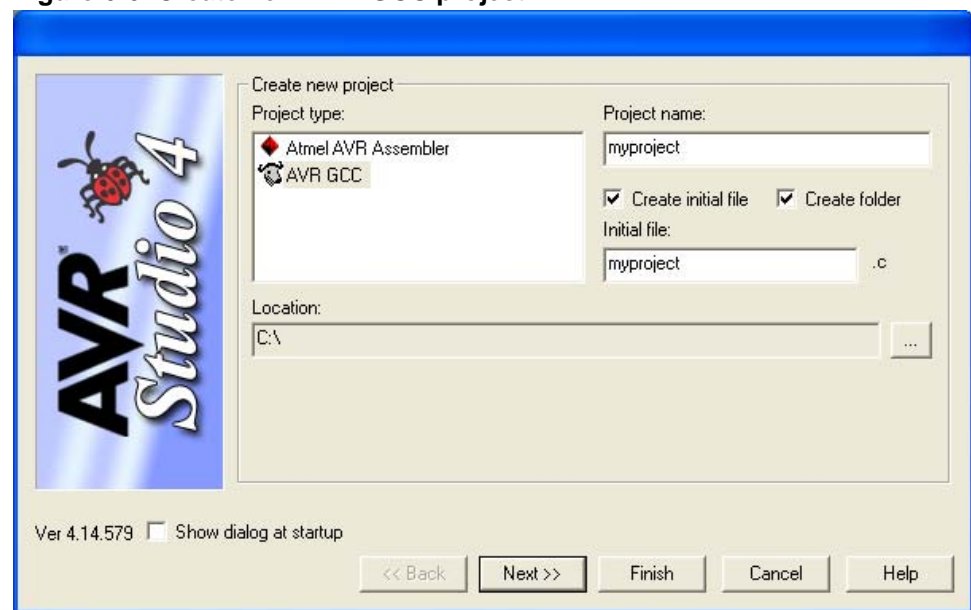 Create new project
Project type:
Atmel AVR Assembler
AVR GCC
Project name:
myproject
Create initial file
Create folder
Initial file:
myproject
.c
Location:
C:\
...
AVR®
Studio 4
Ver 4.14.579
Show dialog at startup
<< Back
Next >>
Finish
Cancel
Help